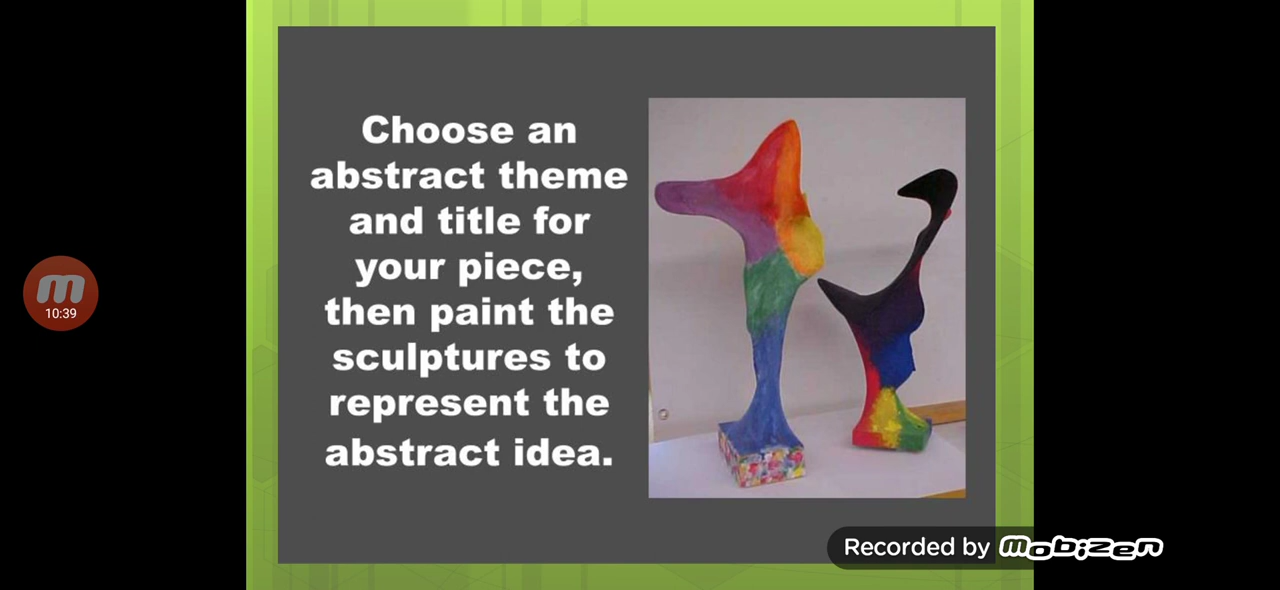 Choose an
abstract theme
and title for
your piece,
then paint the
sculptures to
represent the
abstract idea.
10:39
Recorded by mobizen